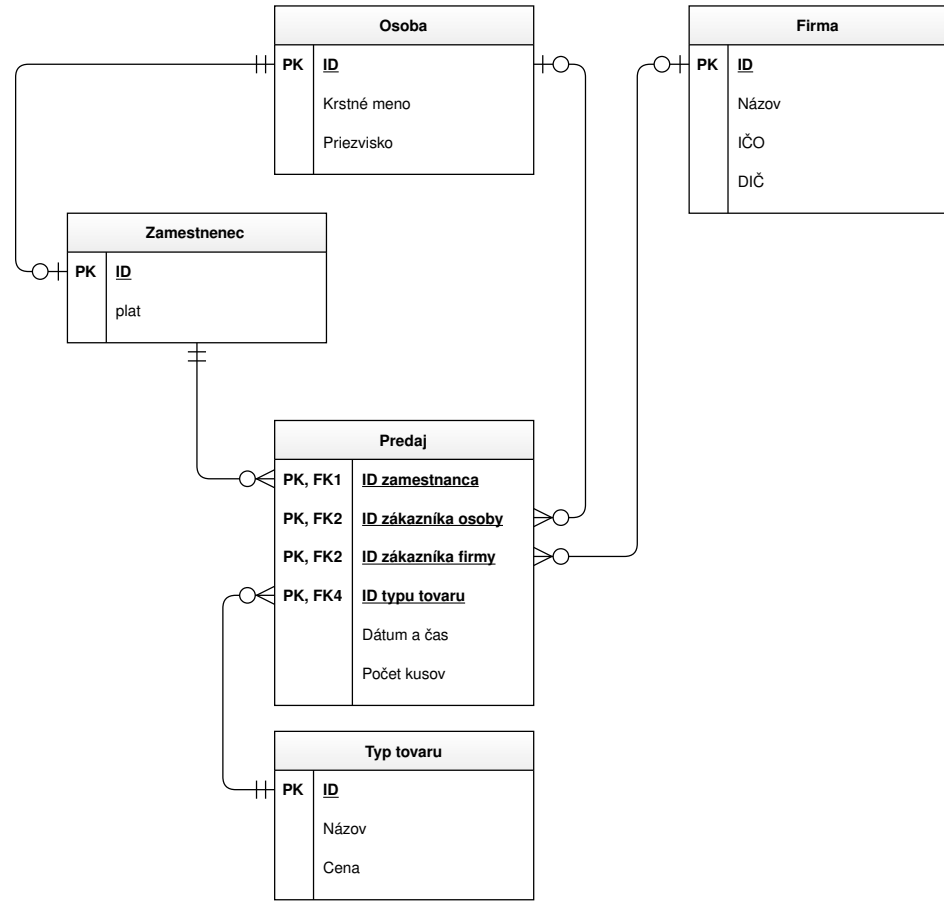 Osoba
PK ID
Krstné meno
Priezvisko
Firma
PK ID
Názov
IČO
DIČ
Zamestnenec
PK ID
plat
Predaj
PK, FK1 ID zamestnanca
PK, FK2 ID zákazníka osoby
PK, FK2 ID zákazníka firmy
PK, FK4 ID typu tovaru
Dátum a čas
Počet kusov
Typ tovaru
PK ID
Názov
Cena